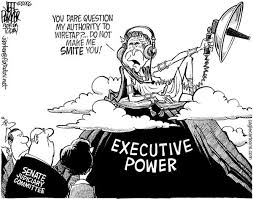 YOU DARE QUESTION
MY AUTHORITY TO
WIRETAP?.. DO NOT
MAKE ME
SMITE YOU!
EXECUTIVE
POWER
SENATE
JUDICIARY
COMMITTEE